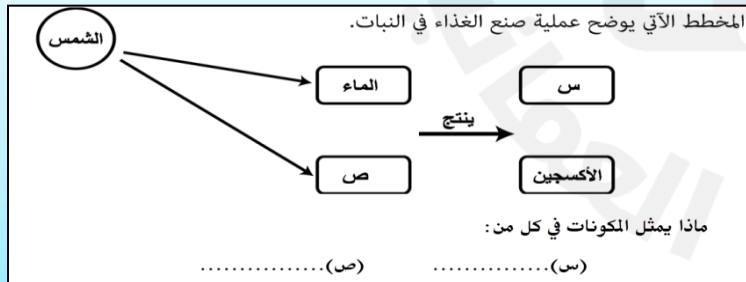 المخطط الآتي يوضح عملية صنع الغذاء في النبات.
الشمس
الماء
س
ينتج
ص
الأكسجين
ماذا يمثل المكونات في كل من:
(س)............... (ص)................